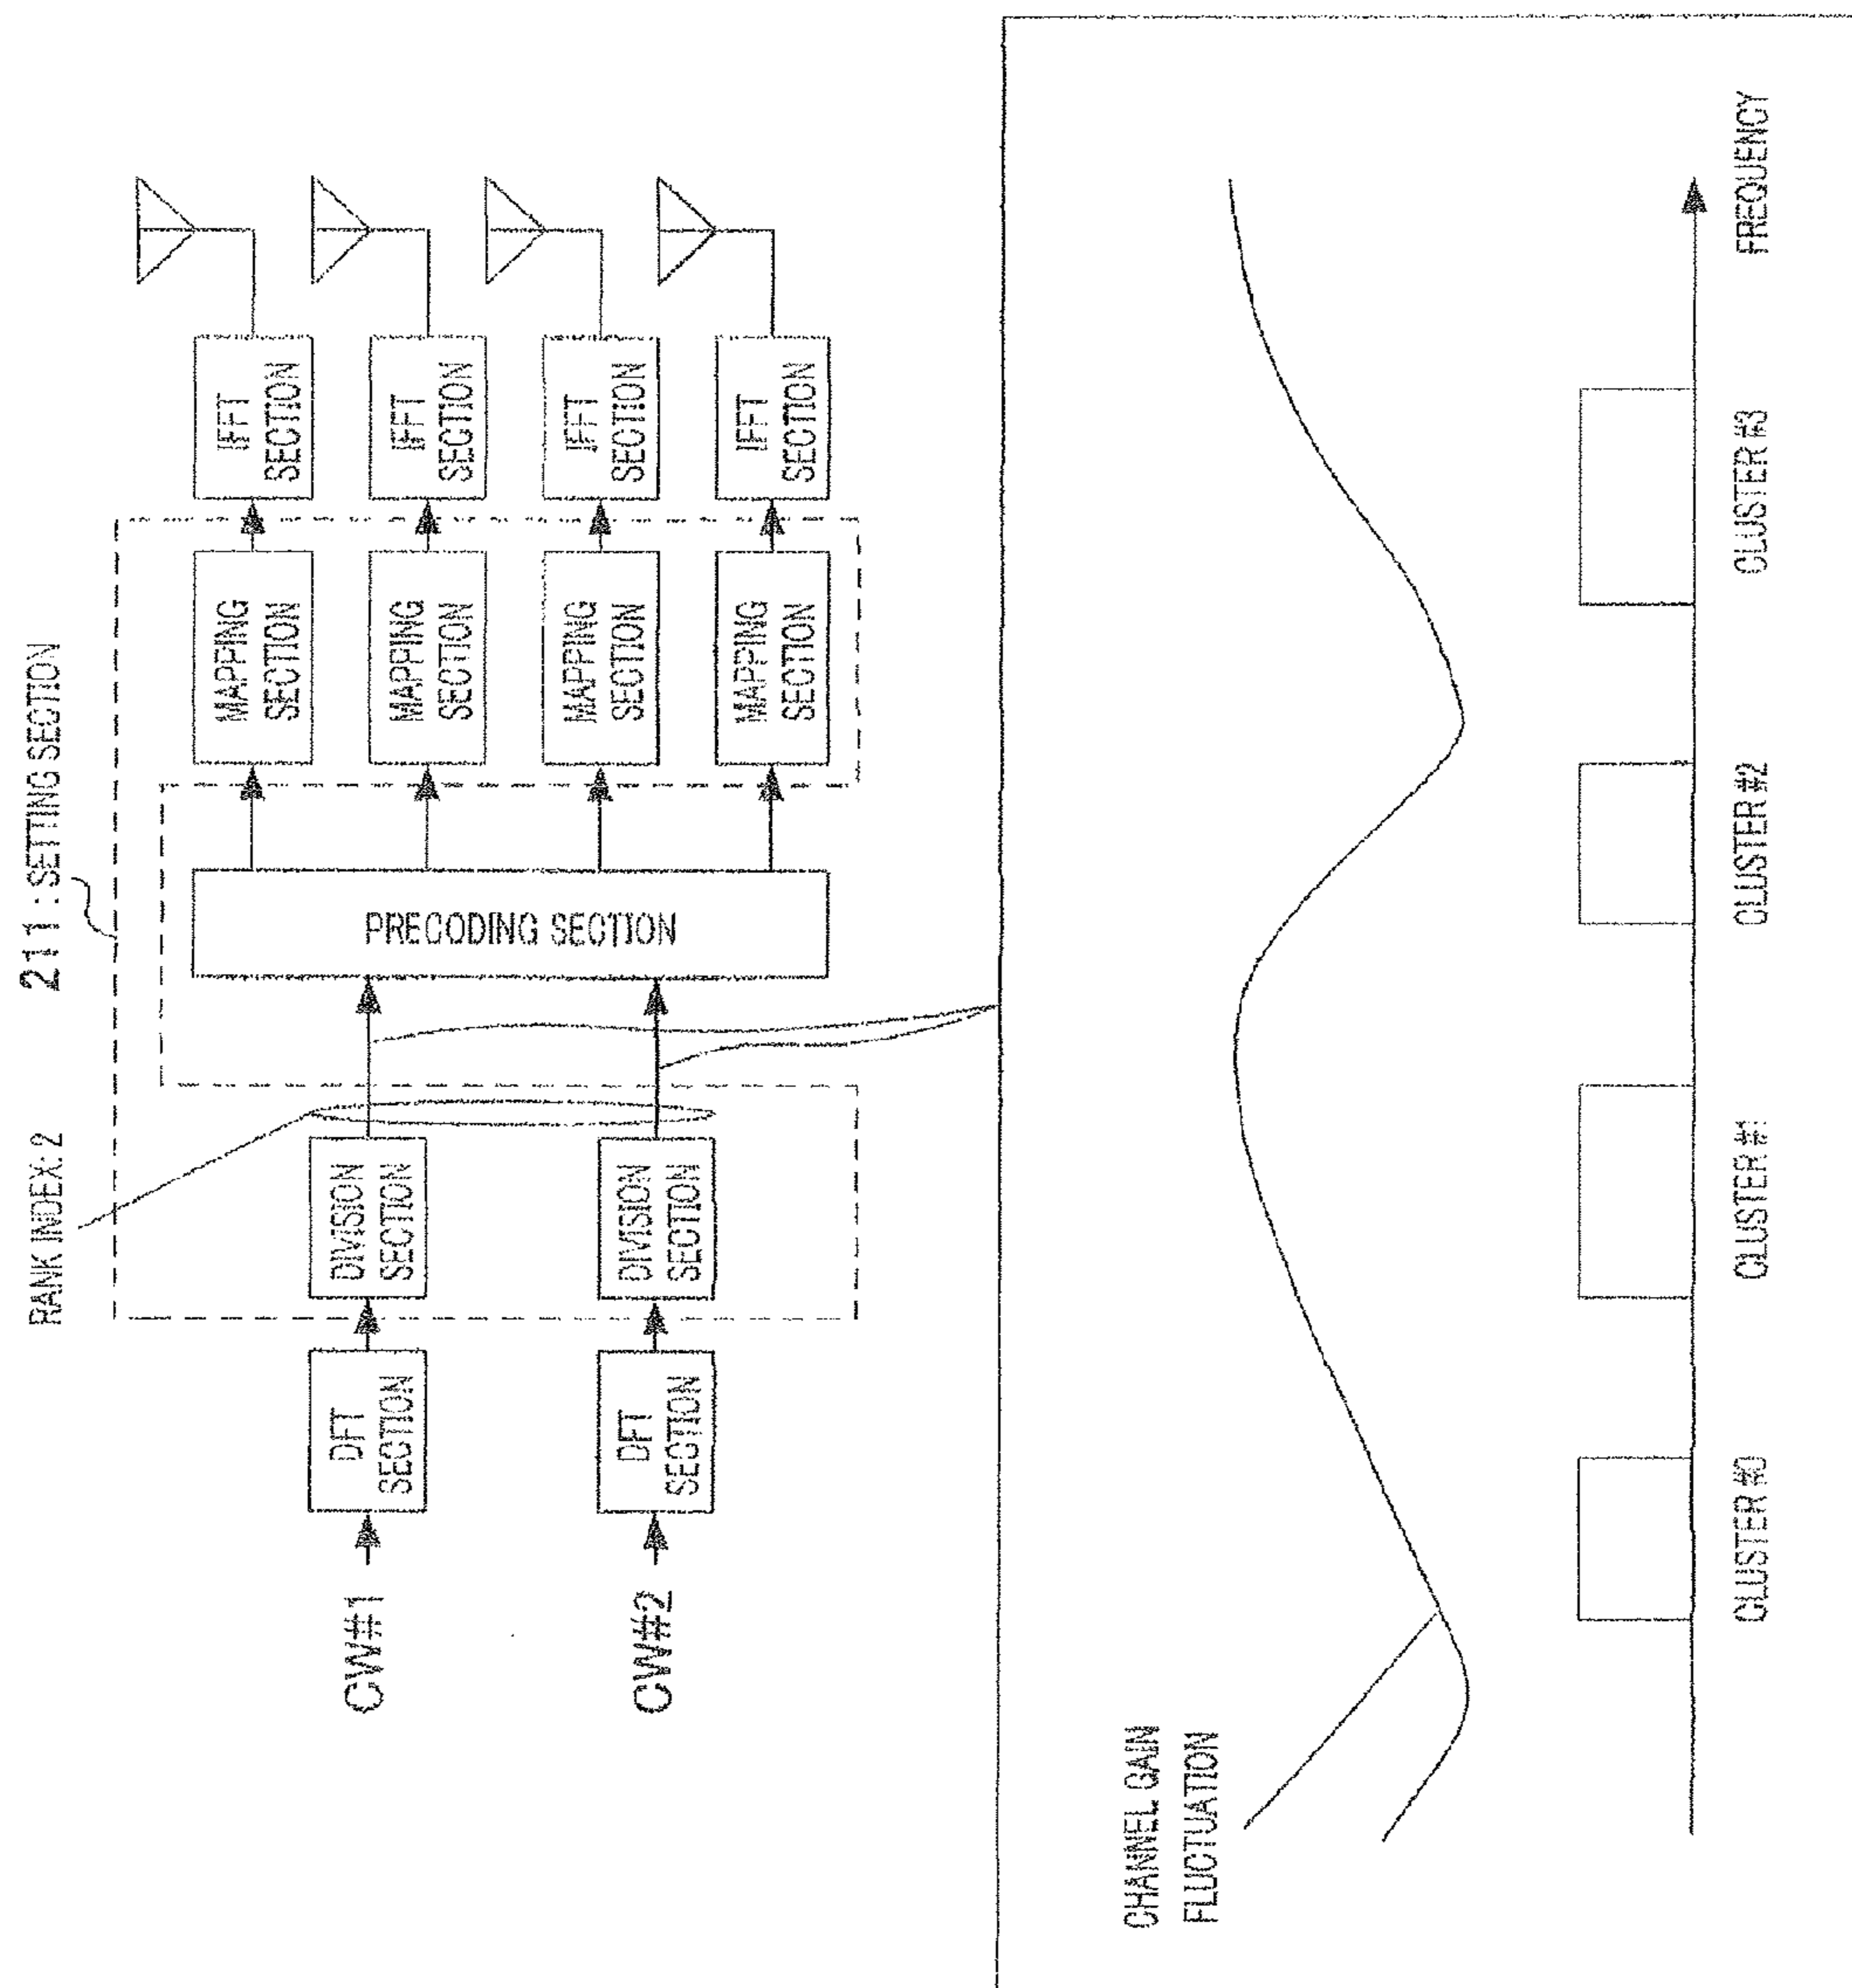 211 : SETTING SECTION
RANK INDEX: 2
CW#1
DFT
SECTION
DIVISION
SECTION
CW#2
DFT
SECTION
DIVISION
SECTION
PRECODING SECTION
MAPPING
SECTION
IFFT
SECTION
MAPPING
SECTION
IFFT
SECTION
MAPPING
SECTION
IFFT
SECTION
MAPPING
SECTION
IFFT
SECTION
CHANNEL GAIN
FLUCTUATION
CLUSTER #0
CLUSTER #1
CLUSTER #2
CLUSTER #3
FREQUENCY